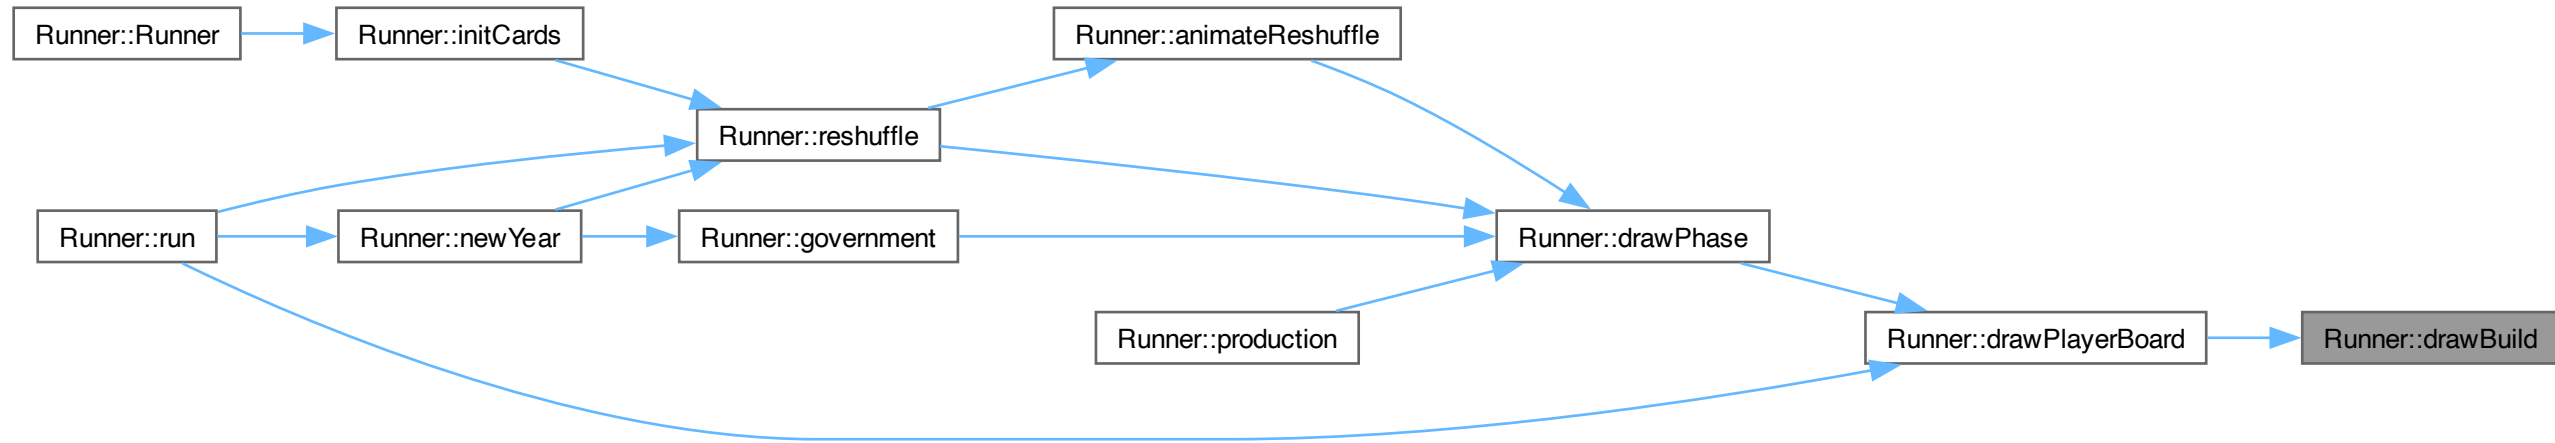 Runner::Runner
Runner::initCards
Runner::animateReshuffle
Runner::reshuffle
Runner::run
Runner::newYear
Runner::government
Runner::drawPhase
Runner::production
Runner::drawPlayerBoard
Runner::drawBuild